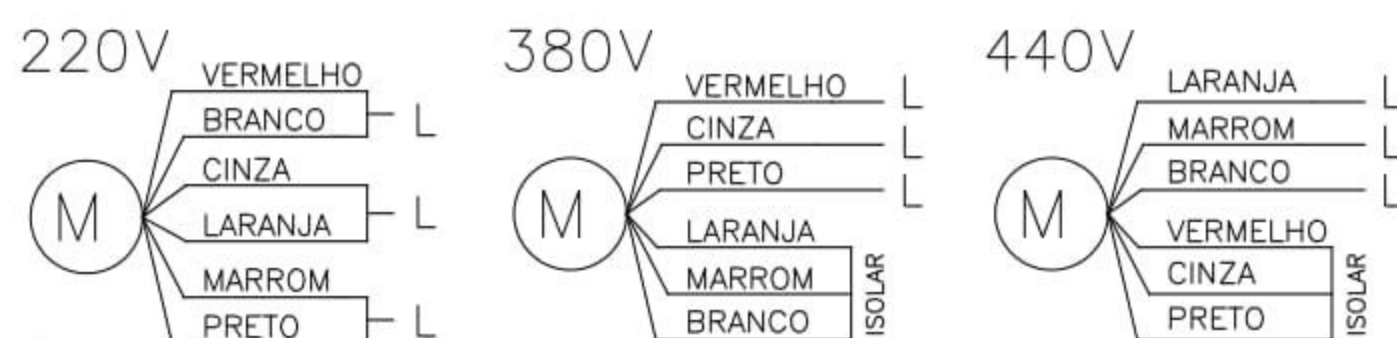 220V
VERMELHO
BRANCO
L
CINZA
LARANJA
L
MARROM
PRETO
L
M
380V
VERMELHO L
CINZA L
PRETO L
LARANJA
MARROM
BRANCO
ISOLAR
M
440V
LARANJA L
MARROM L
BRANCO L
VERMELHO
CINZA
PRETO
ISOLAR
M